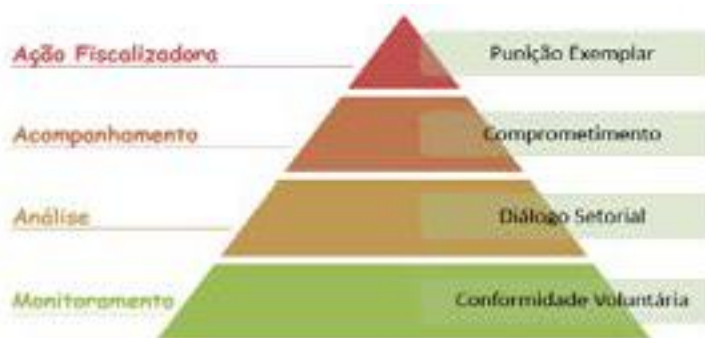 Ação Fiscalizadora
Punição Exemplar
Acompanhamento
Comprometimento
Análise
Diálogo Setorial
Monitoramento
Conformidade Voluntária